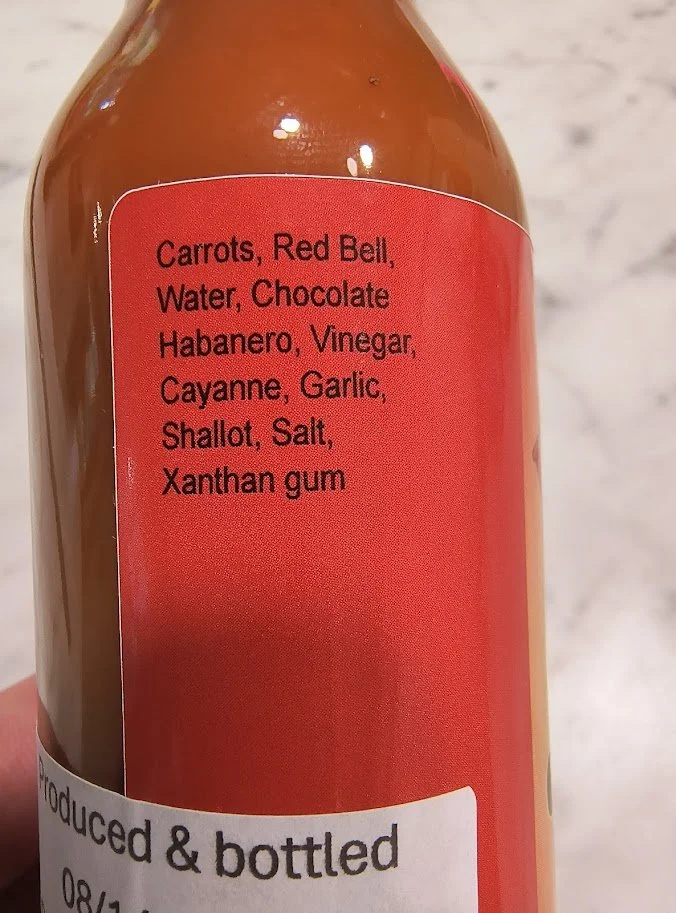 Carrots, Red Bell,
Water, Chocolate
Habanero, Vinegar,
Cayanne, Garlic,
Shallot, Salt,
Xanthan gum
Produced & bottled